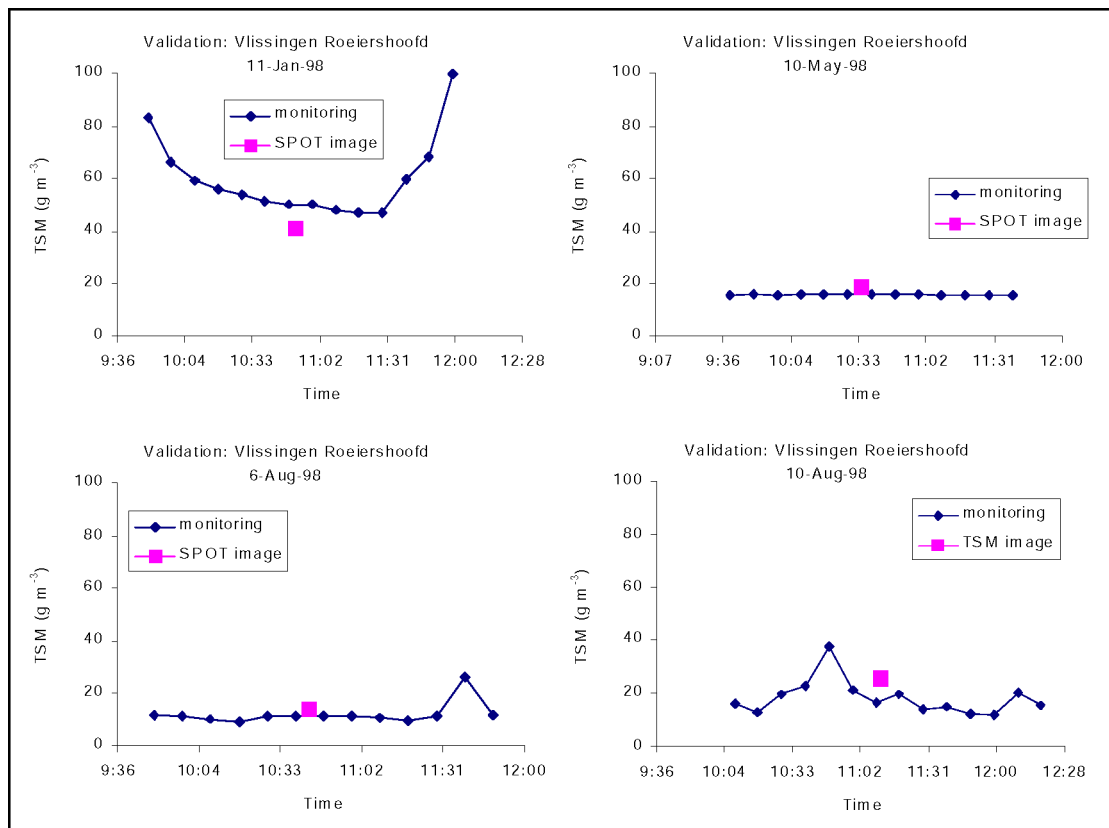 Validation: Vlissingen Roeiershoofd
11-Jan-98
100
80
60
40
20
0
TSM (g m-3)
monitoring
SPOT image
9:36 10:04 10:33 11:02 11:31 12:00 12:28
Time
Validation: Vlissingen Roeiershoofd
10-May-98
100
80
60
40
20
0
TSM (g m-3)
monitoring
SPOT image
9:07 9:36 10:04 10:33 11:02 11:31 12:00
Time
Validation: Vlissingen Roeiershoofd
6-Aug-98
100
80
60
40
20
0
TSM (g m-3)
monitoring
SPOT image
9:36 10:04 10:33 11:02 11:31 12:00
Time
Validation: Vlissingen Roeiershoofd
10-Aug-98
100
80
60
40
20
0
TSM (g m-3)
monitoring
TSM image
9:36 10:04 10:33 11:02 11:31 12:00 12:28
Time